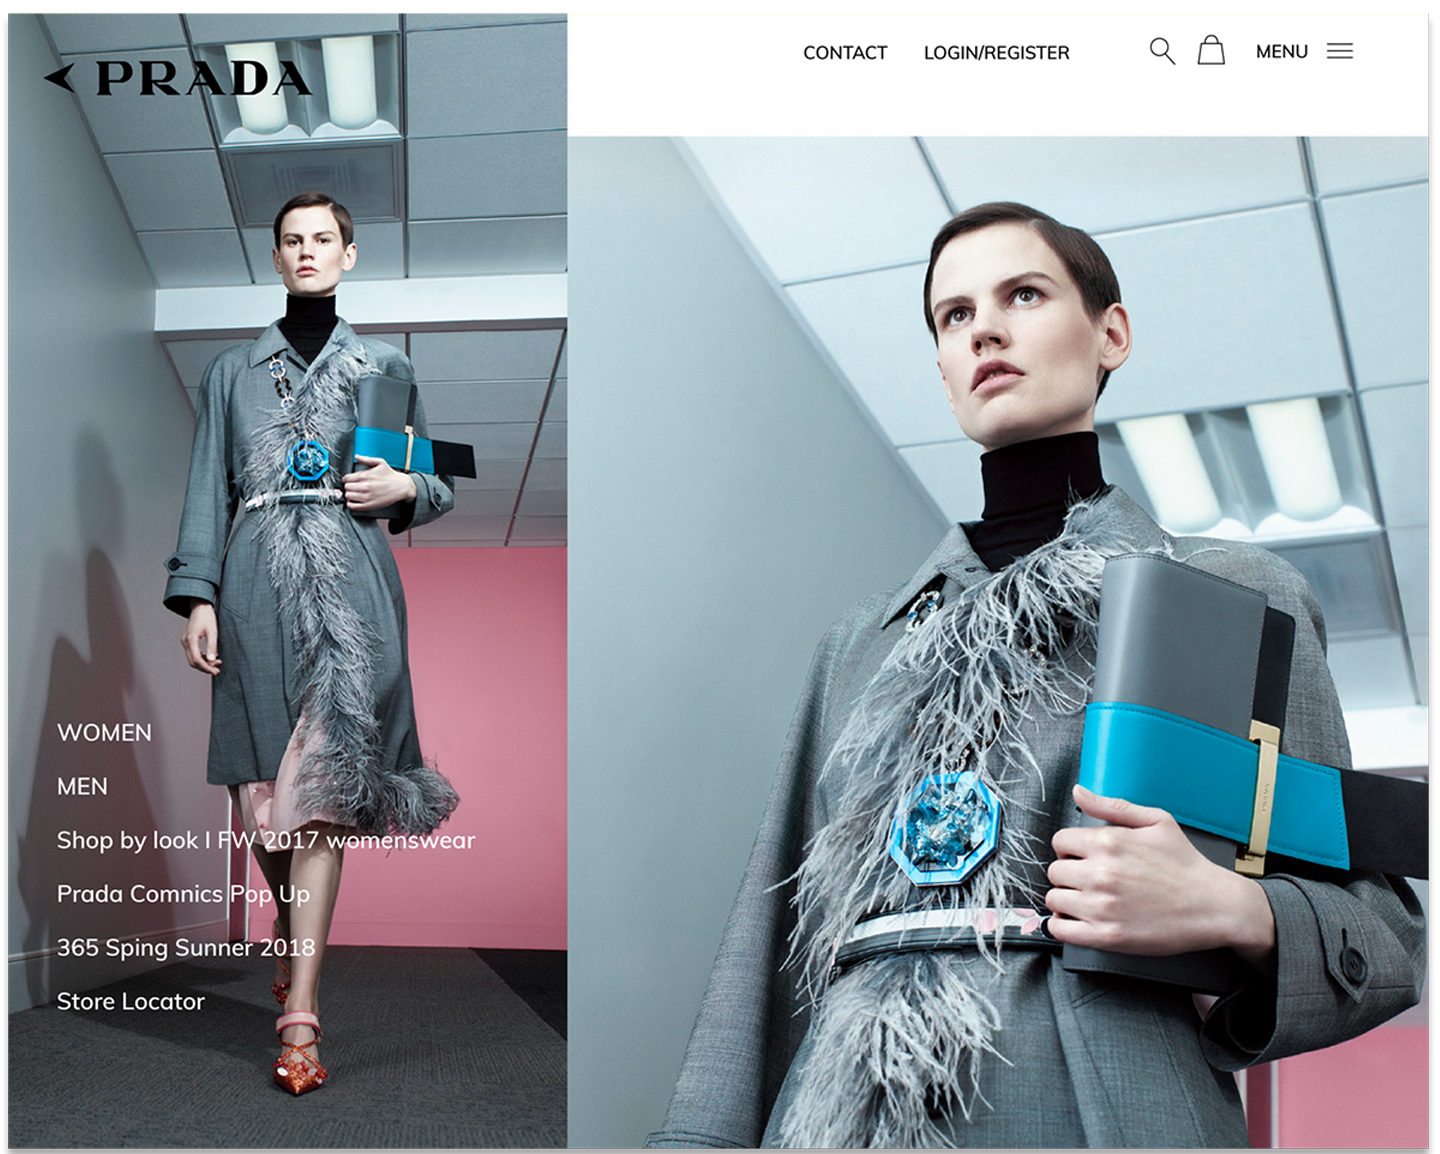 PRADA
CONTACT LOGIN/REGISTER MENU
WOMEN
MEN
Shop by look I FW 2017 womenswear
Prada Comnics Pop Up
365 Sping Sunner 2018
Store Locator